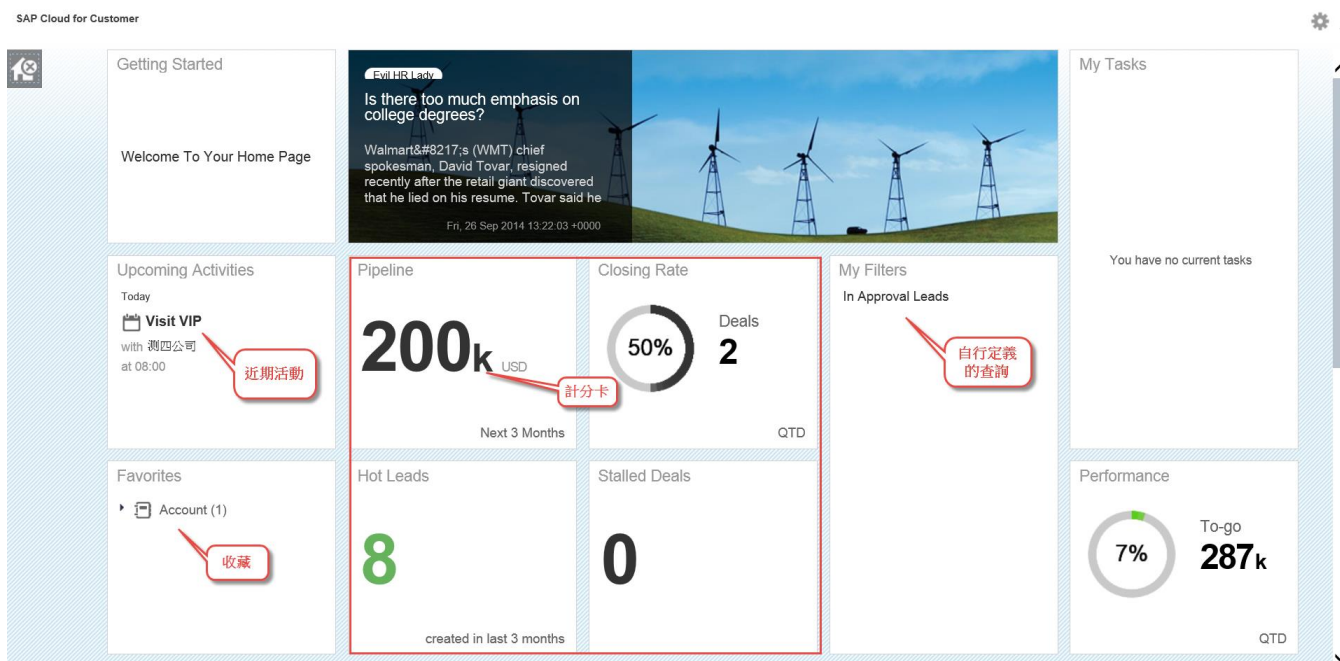 SAP Cloud for Customer
Getting Started
Welcome To Your Home Page
Evil HR Lady
Is there too much emphasis on
college degrees?
Walmart&#8217;s (WMT) chief
spokesman, David Tovar, resigned
recently after the retail giant discovered
that he lied on his resume. Tovar said he
Fri, 26 Sep 2014 13:22:03 +0000
My Tasks
You have no current tasks
Upcoming Activities
Today
Visit VIP
with 测四公司
at 08:00
近期活動
Pipeline
200k USD
計分卡
Next 3 Months
Closing Rate
50%
Deals
2
QTD
My Filters
In Approval Leads
自行定義
的查詢
Favorites
Account (1)
收藏
Hot Leads
8
created in last 3 months
Stalled Deals
0
Performance
7%
To-go
287k
QTD